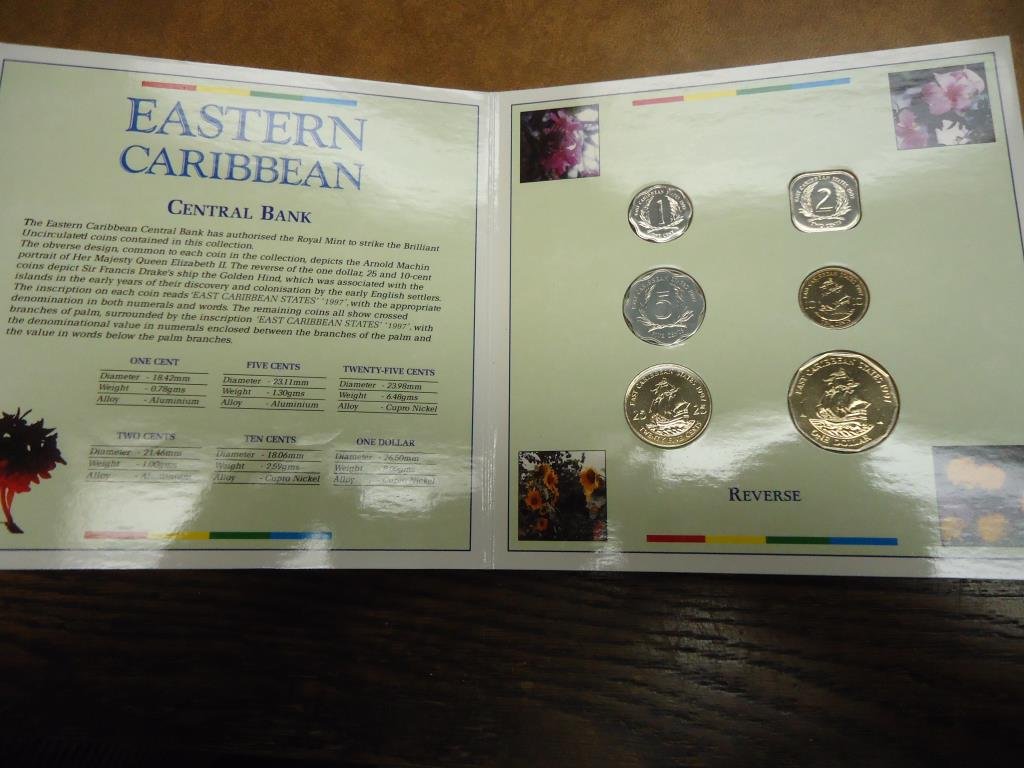 EASTERN
CARIBBEAN
CENTRAL BANK
The Eastern Caribbean Central Bank has authorised the Royal Mint to strike the Brilliant
Uncirculated coins contained in this collection.
The obverse design, common to each coin in the collection, depicts the Arnold Machin
portrait of Her Majesty Queen Elizabeth II. The reverse of the one dollar, 25 and 10-cent
coins depict Sir Francis Drake's ship the Golden Hind, which was associated with the
islands in the early years of their discovery and colonisation by the early English settlers.
The inscription on each coin reads 'EAST CARIBBEAN STATES' '1997', with the appropriate
denomination in both numerals and words. The remaining coins all show crossed
branches of palm, surrounded by the inscription 'EAST CARIBBEAN STATES' '1997', with
the denominational value in numerals enclosed between the branches of the palm and
the value in words below the palm branches.
ONE CENT
Diameter - 18.42mm
Weight - 0.78gms
Alloy - Aluminium
FIVE CENTS
Diameter - 23.11mm
Weight - 1.30gms
Alloy - Aluminium
TWENTY-FIVE CENTS
Diameter - 23.98mm
Weight - 6.48gms
Alloy - Cupro Nickel
TWO CENTS
Diameter - 21.46mm
Weight - 1.00gms
Alloy - Aluminium
TEN CENTS
Diameter - 18.06mm
Weight - 2.59gms
Alloy - Cupro Nickel
ONE DOLLAR
Diameter - 26.50mm
Weight
Alloy - Cupro Nickel
1
EAST CARIBBEAN STATES
2
5
EAST CARIBBEAN STATES 1997
25 25
EAST CARIBBEAN STATES 1997
ONE DOLLAR
REVERSE